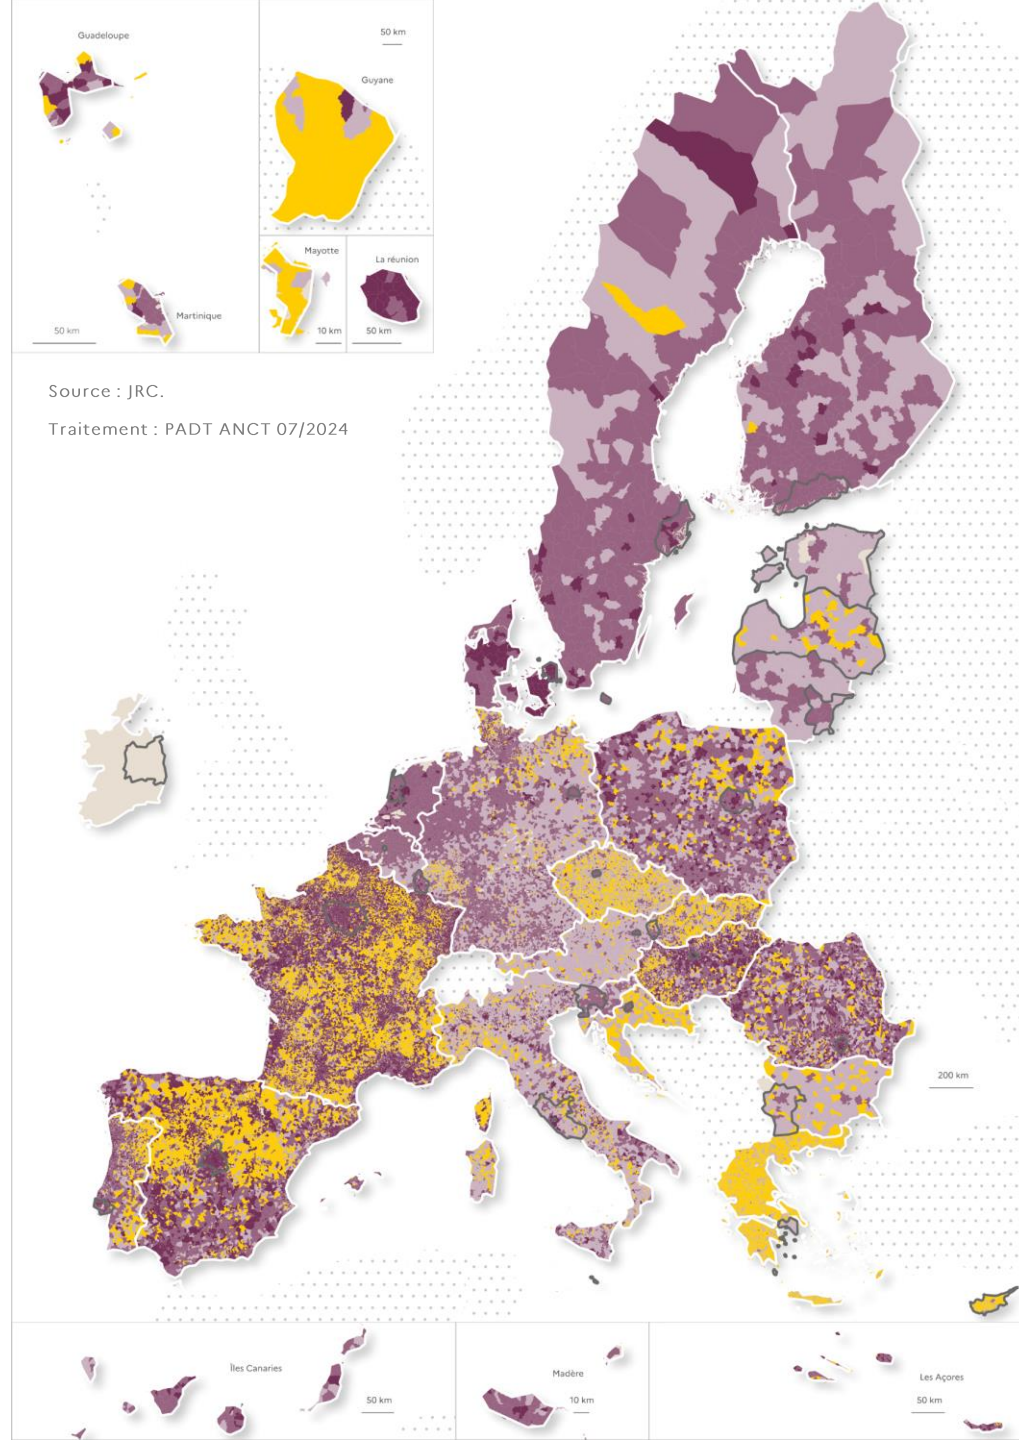 Guadeloupe
50 km
Guyane
Mayotte
La réunion
Martinique
50 km
10 km
50 km
Source : JRC.
Traitement : PADT ANCT 07/2024
200 km
Îles Canaries
50 km
Madère
10 km
Les Açores
50 km